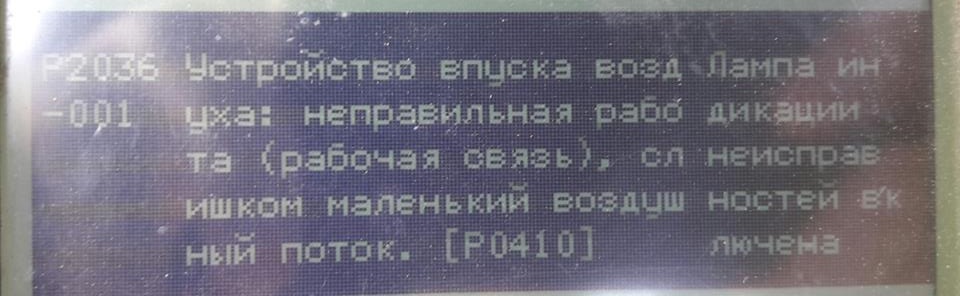 P2036 Устройство впуска возд Лампа ин
-001 уха: неправильная рабо дикации
та (рабочая связь), сл неисправ
ишком маленький воздуш ностей вк
ный поток. [P0410] лючена